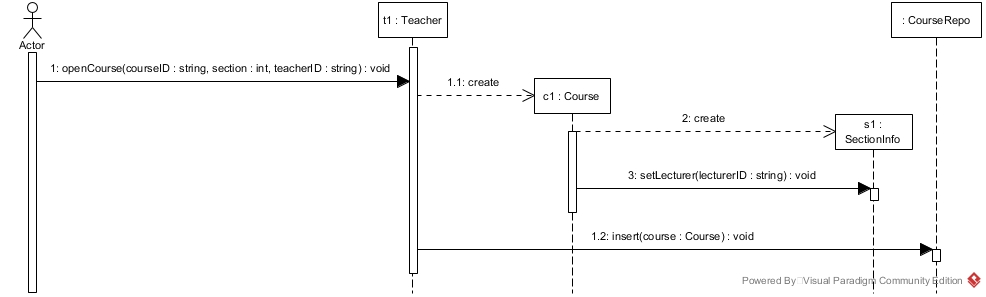 t1 : Teacher
: CourseRepo
Actor
1: openCourse(courseID : string, section : int, teacherID : string) : void
1.1: create
c1 : Course
2: create
s1 :
SectionInfo
3: setLecturer(lecturerID : string) : void
1.2: insert(course : Course) : void
Powered By Visual Paradigm Community Edition